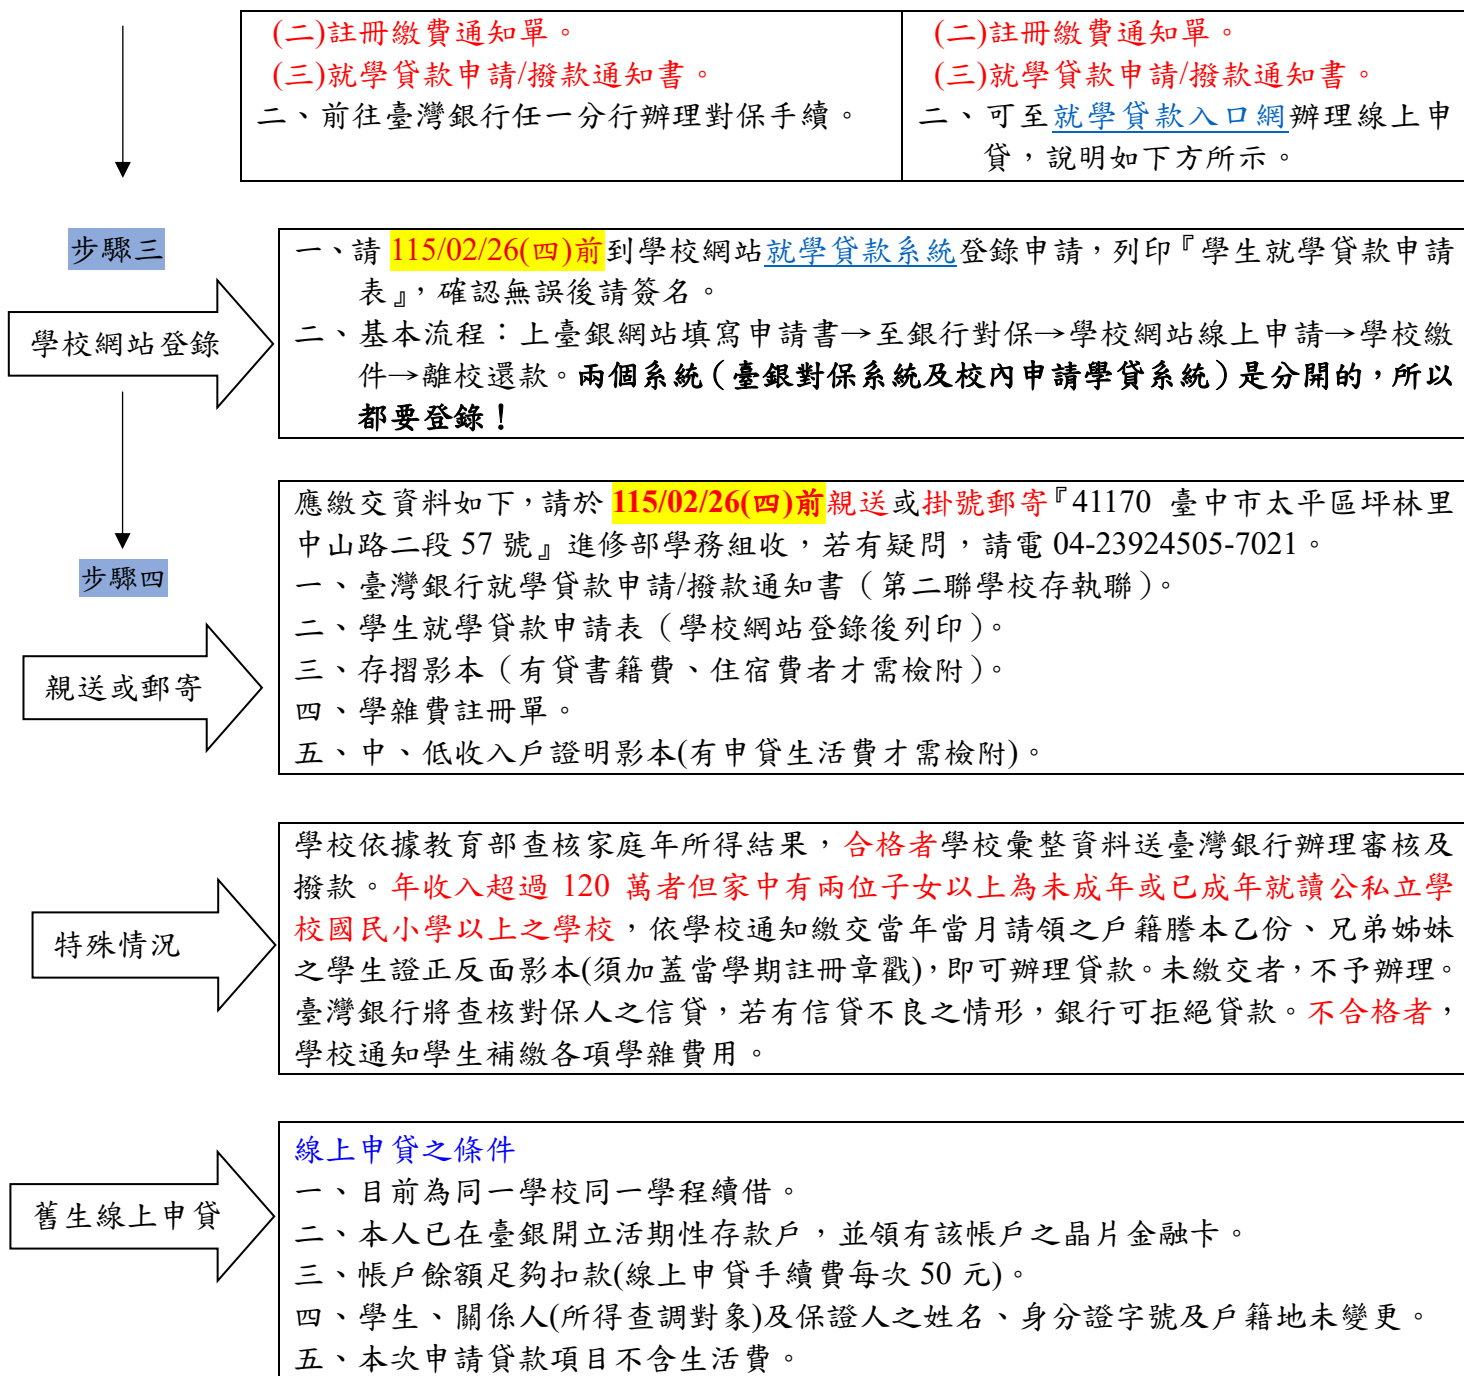 (二)註冊繳費通知單。
(三)就學貸款申請/撥款通知書。
二、前往臺灣銀行任一分行辦理對保手續。
(二)註冊繳費通知單。
(三)就學貸款申請/撥款通知書。
二、可至就學貸款入口網辦理線上申
貸，說明如下方所示。
步驟三
學校網站登錄
一、請 115/02/26(四)前到學校網站就學貸款系統登錄申請，列印『學生就學貸款申請
表』，確認無誤後請簽名。
二、基本流程：上臺銀網站填寫申請書→至銀行對保→學校網站線上申請→學校繳
件→離校還款。兩個系統（臺銀對保系統及校內申請學貸系統）是分開的，所以
都要登錄！
步驟四
親送或郵寄
應繳交資料如下，請於 115/02/26(四)前親送或掛號郵寄『41170 臺中市太平區坪林里
中山路二段 57 號』進修部學務組收，若有疑問，請電 04-23924505-7021。
一、臺灣銀行就學貸款申請/撥款通知書（第二聯學校存執聯）。
二、學生就學貸款申請表（學校網站登錄後列印）。
三、存摺影本（有貸書籍費、住宿費者才需檢附）。
四、學雜費註冊單。
五、中、低收入戶證明影本(有申貸生活費才需檢附)。
特殊情況
學校依據教育部查核家庭年所得結果，合格者學校彙整資料送臺灣銀行辦理審核及
撥款。年收入超過 120 萬者但家中有兩位子女以上為未成年或已成年就讀公私立學
校國民小學以上之學校，依學校通知繳交當年當月請領之戶籍謄本乙份、兄弟姊妹
之學生證正反面影本(須加蓋當學期註冊章戳)，即可辦理貸款。未繳交者，不予辦理。
臺灣銀行將查核對保人之信貸，若有信貸不良之情形，銀行可拒絕貸款。不合格者，
學校通知學生補繳各項學雜費用。
舊生線上申貸
線上申貸之條件
一、目前為同一學校同一學程續借。
二、本人已在臺銀開立活期性存款戶，並領有該帳戶之晶片金融卡。
三、帳戶餘額足夠扣款(線上申貸手續費每次 50 元)。
四、學生、關係人(所得查調對象)及保證人之姓名、身分證字號及戶籍地未變更。
五、本次申請貸款項目不含生活費。